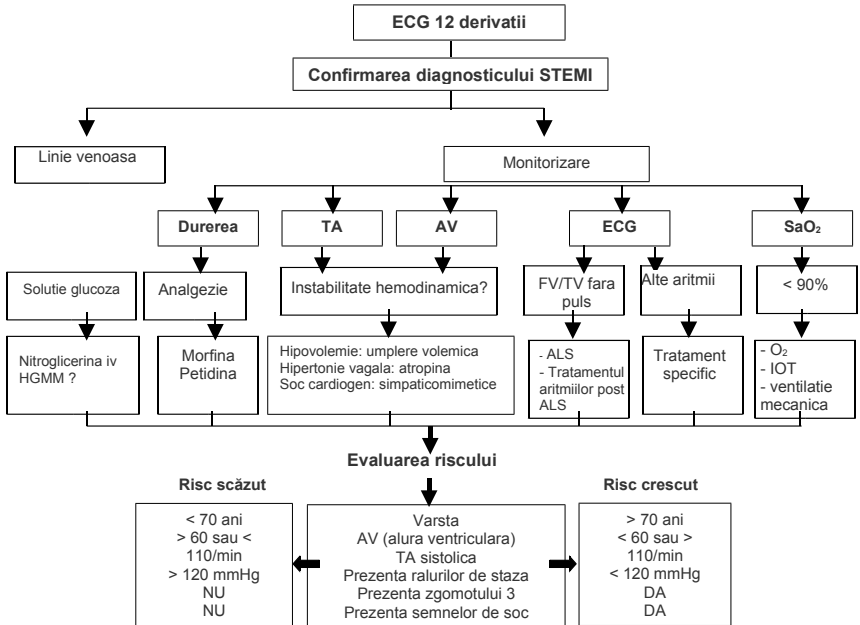 ECG 12 derivatii
Confirmarea diagnosticului STEMI
Linie venoasa
Monitorizare
Durerea
TA
AV
ECG
SaO₂
Solutie glucoza
Analgezie
Instabilitate hemodinamica?
FV/TV fara
puls
Alte aritmii
< 90%
Nitroglicerina iv
HGMM ?
Morfina
Petidina
Hipovolemie: umplere volemica
Hipertonie vagala: atropina
Soc cardiogen: simpaticomimetice
- ALS
- Tratamentul
aritmiilor post
ALS
Tratament
specific
- O₂
- IOT
- ventilatie
mecanica
Evaluarea riscului
Risc scăzut
Risc crescut
< 70 ani
> 60 sau <
110/min
> 120 mmHg
NU
NU
Varsta
AV (alura ventriculara)
TA sistolica
Prezenta ralurilor de staza
Prezenta zgomotului 3
Prezenta semnelor de soc
> 70 ani
< 60 sau >
110/min
< 120 mmHg
DA
DA